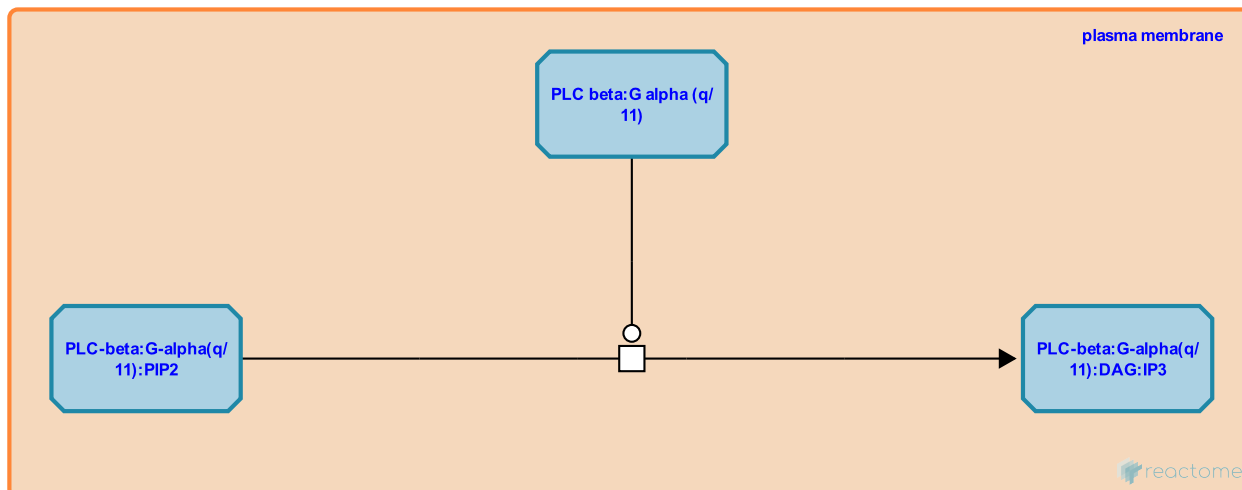 plasma membrane
PLC beta:G alpha (q/
11)
PLC-beta:G-alpha(q/
11):PIP2
PLC-beta:G-alpha(q/
11):DAG:IP3
reactome